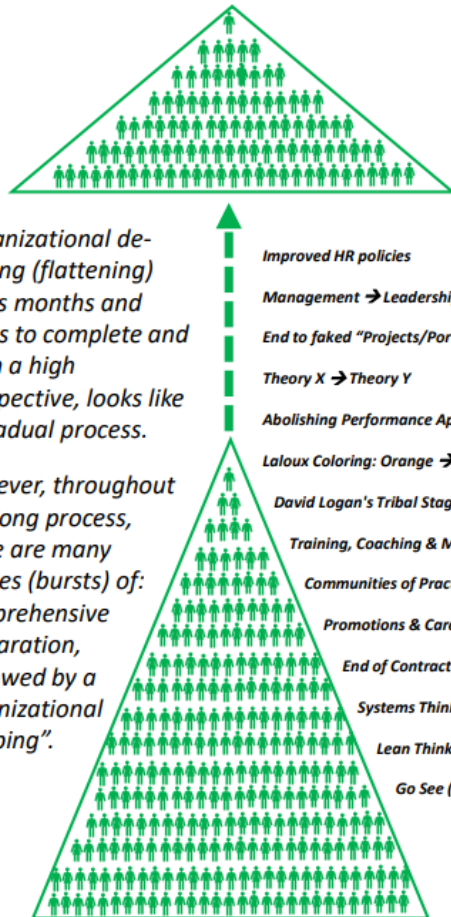 anizational de-
ng (flattening)
s months and
s to complete and
a high
pective, looks like
adual process.
ever, throughout
ong process,
e are many
es (bursts) of:
prehensive
aration,
wed by a
nizational
ping”.
Improved HR policies
Management ➔ Leadershi
End to faked “Projects/Por
Theory X ➔ Theory Y
Abolishing Performance Ap
Laloux Coloring: Orange ➔
David Logan's Tribal Stag
Training, Coaching & M
Communities of Pract
Promotions & Care
End of Contract
Systems Think
Lean Think
Go See (